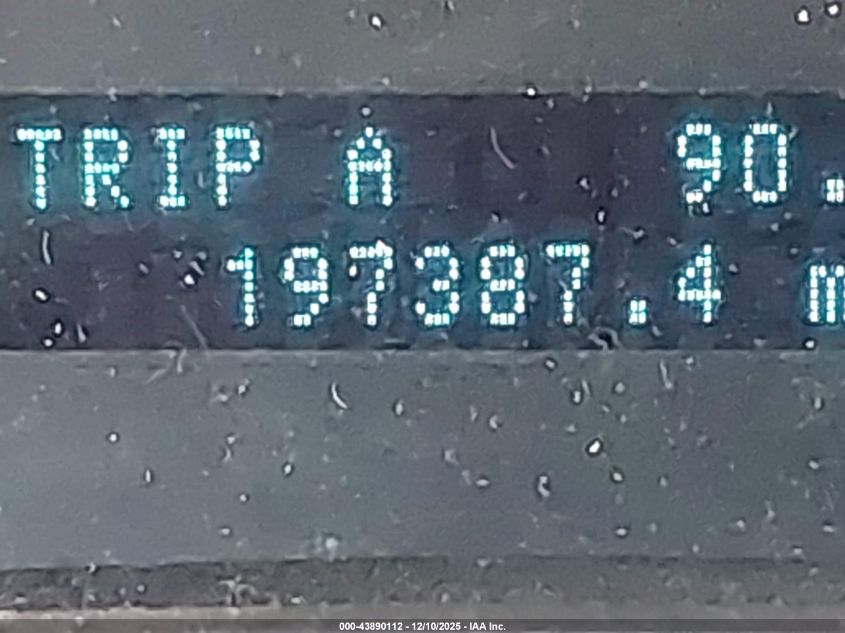 TRIP A 90.
197387.4 m
000-43890112 - 12/10/2025 - IAA Inc.